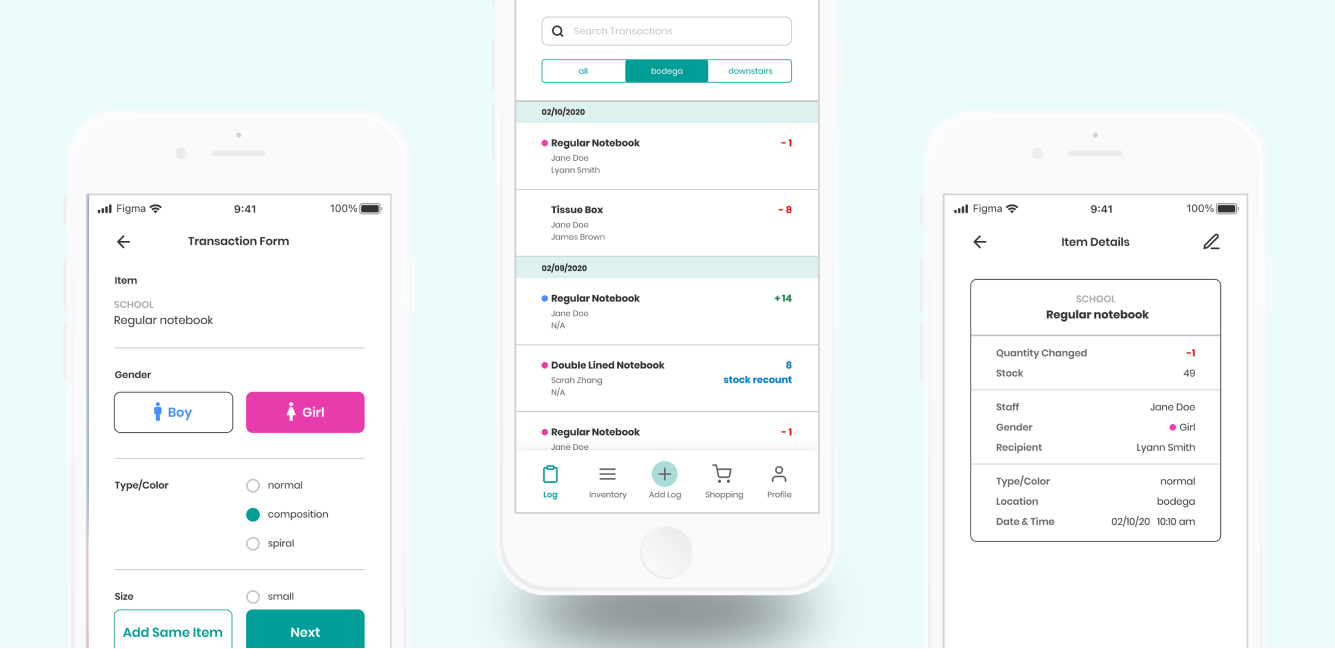 Figma 9:41 100%
Transaction Form
Item
SCHOOL
Regular notebook
Gender
Boy Girl
Type/Color normal
composition
spiral
Size small
Add Same Item Next
Search Transactions
all bodega downstairs
02/10/2020
Regular Notebook - 1
Jane Doe
Lyann Smith
Tissue Box - 8
Jane Doe
James Brown
02/09/2020
Regular Notebook + 14
Jane Doe
N/A
Double Lined Notebook 8
Sarah Zhang stock recount
N/A
Regular Notebook - 1
Jane Doe
Log Inventory Add Log Shopping Profile
Figma 9:41 100%
Item Details
SCHOOL
Regular notebook
Quantity Changed -1
Stock 49
Staff Jane Doe
Gender Girl
Recipient Lyann Smith
Type/Color normal
Location bodega
Date & Time 02/10/20 10:10 am